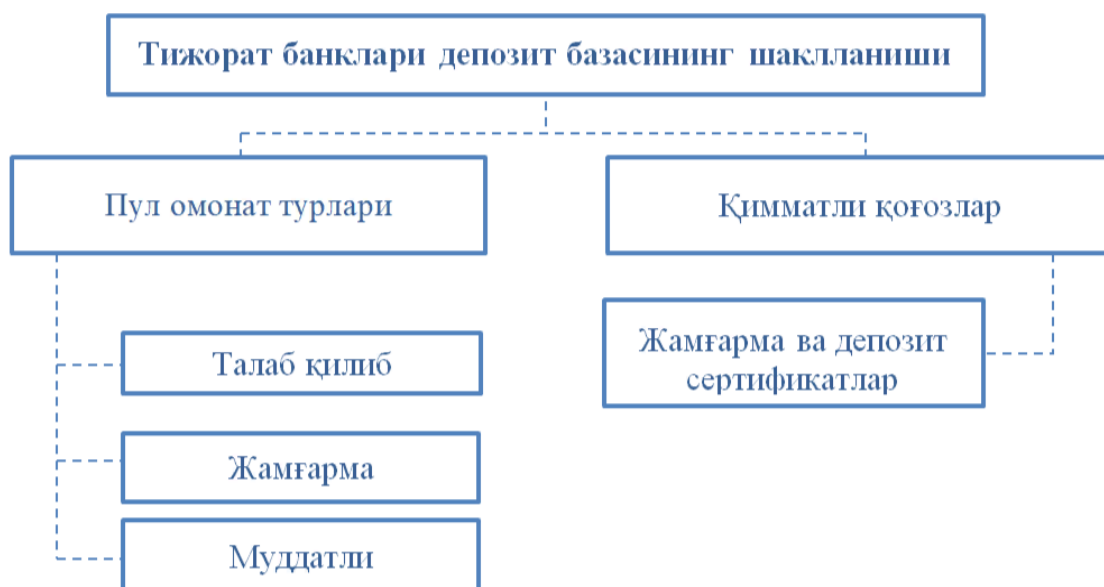 Тижорат банклари депозит базасининг шаклланиши
Пул омонат турлари
Қимматли қоғозлар
Талаб қилиб
Жамғарма
Муддатли
Жамғарма ва депозит
сертификатлар